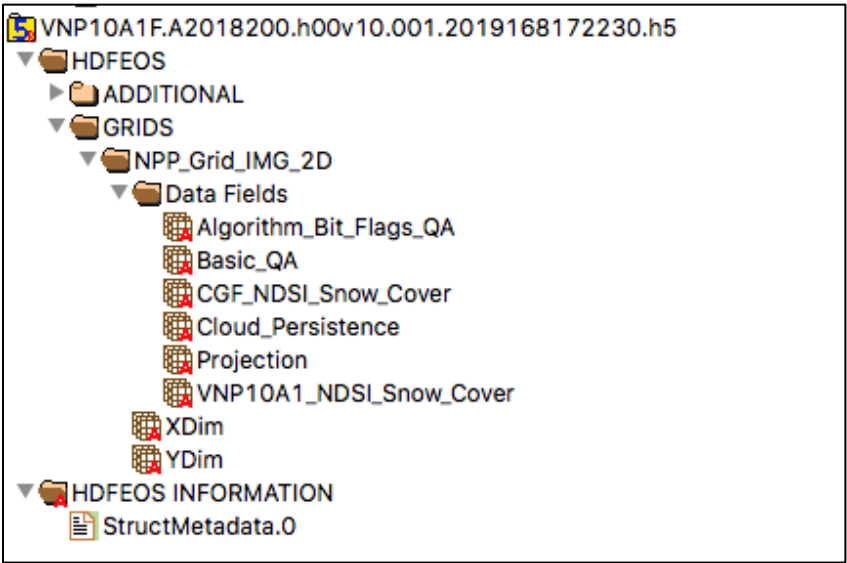 VNP10A1F.A2018200.h00v10.001.2019168172230.h5
HDFEOS
ADDITIONAL
GRIDS
NPP_Grid_IMG_2D
Data Fields
Algorithm_Bit_Flags_QA
Basic_QA
CGF_NDSI_Snow_Cover
Cloud_Persistence
Projection
VNP10A1_NDSI_Snow_Cover
XDim
YDim
HDFEOS INFORMATION
StructMetadata.0